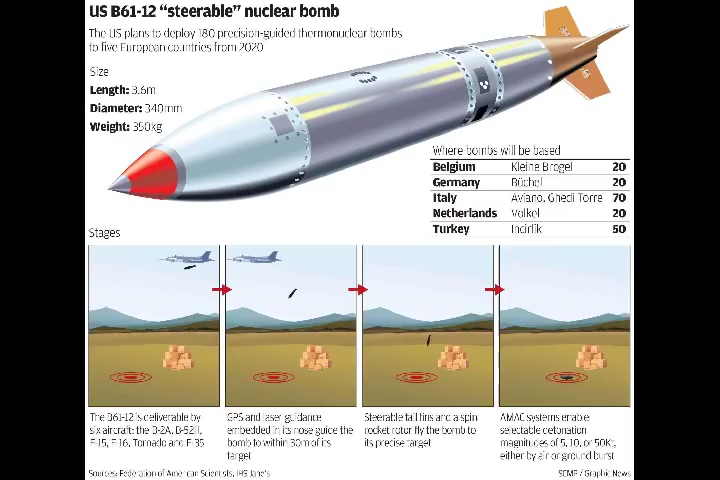 US B61-12 “steerable” nuclear bomb
The US plans to deploy 180 precision-guided thermonuclear bombs
to five European countries from 2020
Size
Length: 3.6m
Diameter: 340mm
Weight: 350kg
Where bombs will be based
Belgium Kleine Brogel 20
Germany Büchel 20
Italy Aviano, Ghedi Torre 70
Netherlands Volkel 20
Turkey Incirlik 50
Stages
The B61-12 is deliverable by
six aircraft: the B-2A, B-52H,
F-15, F-16, Tornado and F-35
GPS and laser guidance
embedded in its nose guide the
bomb to within 30m of its
target
Steerable tail fins and a spin
rocket rotor fly the bomb to
its precise target
AMAC systems enable
selectable detonation
magnitudes of 5, 10, or 50Kt,
either by air or ground burst
Sources: Federation of American Scientists, IHS Jane's
SCMP / Graphic News